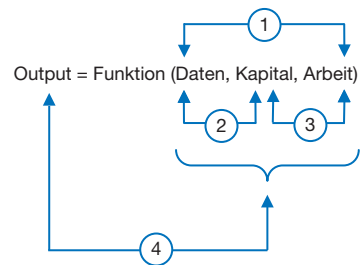 1
Output = Funktion (Daten, Kapital, Arbeit)
2 3
4